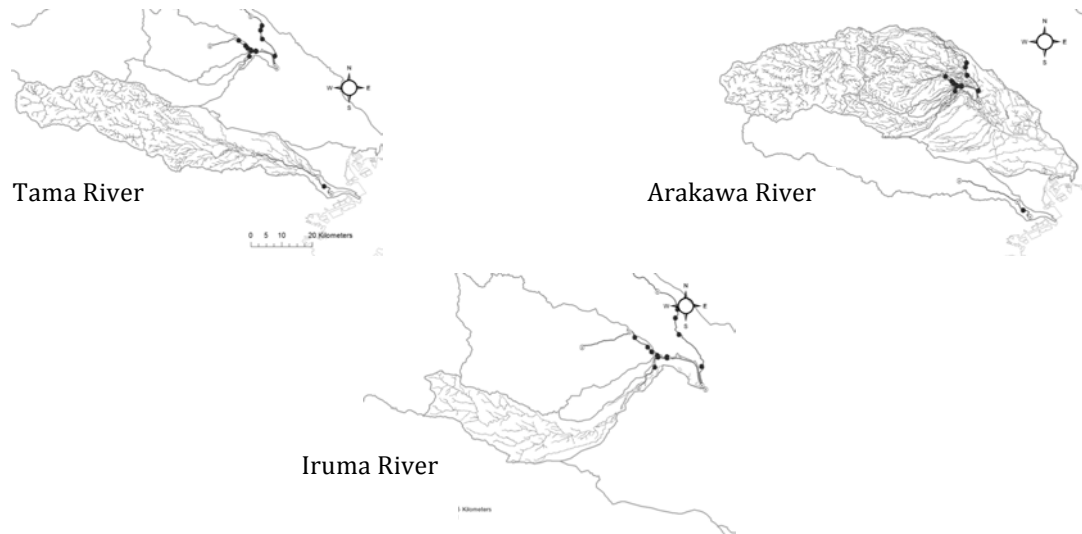 N
W E
S
Tama River
0 5 10 20 Kilometers
N
W E
S
Arakawa River
N
W E
S
Iruma River
Kilometers